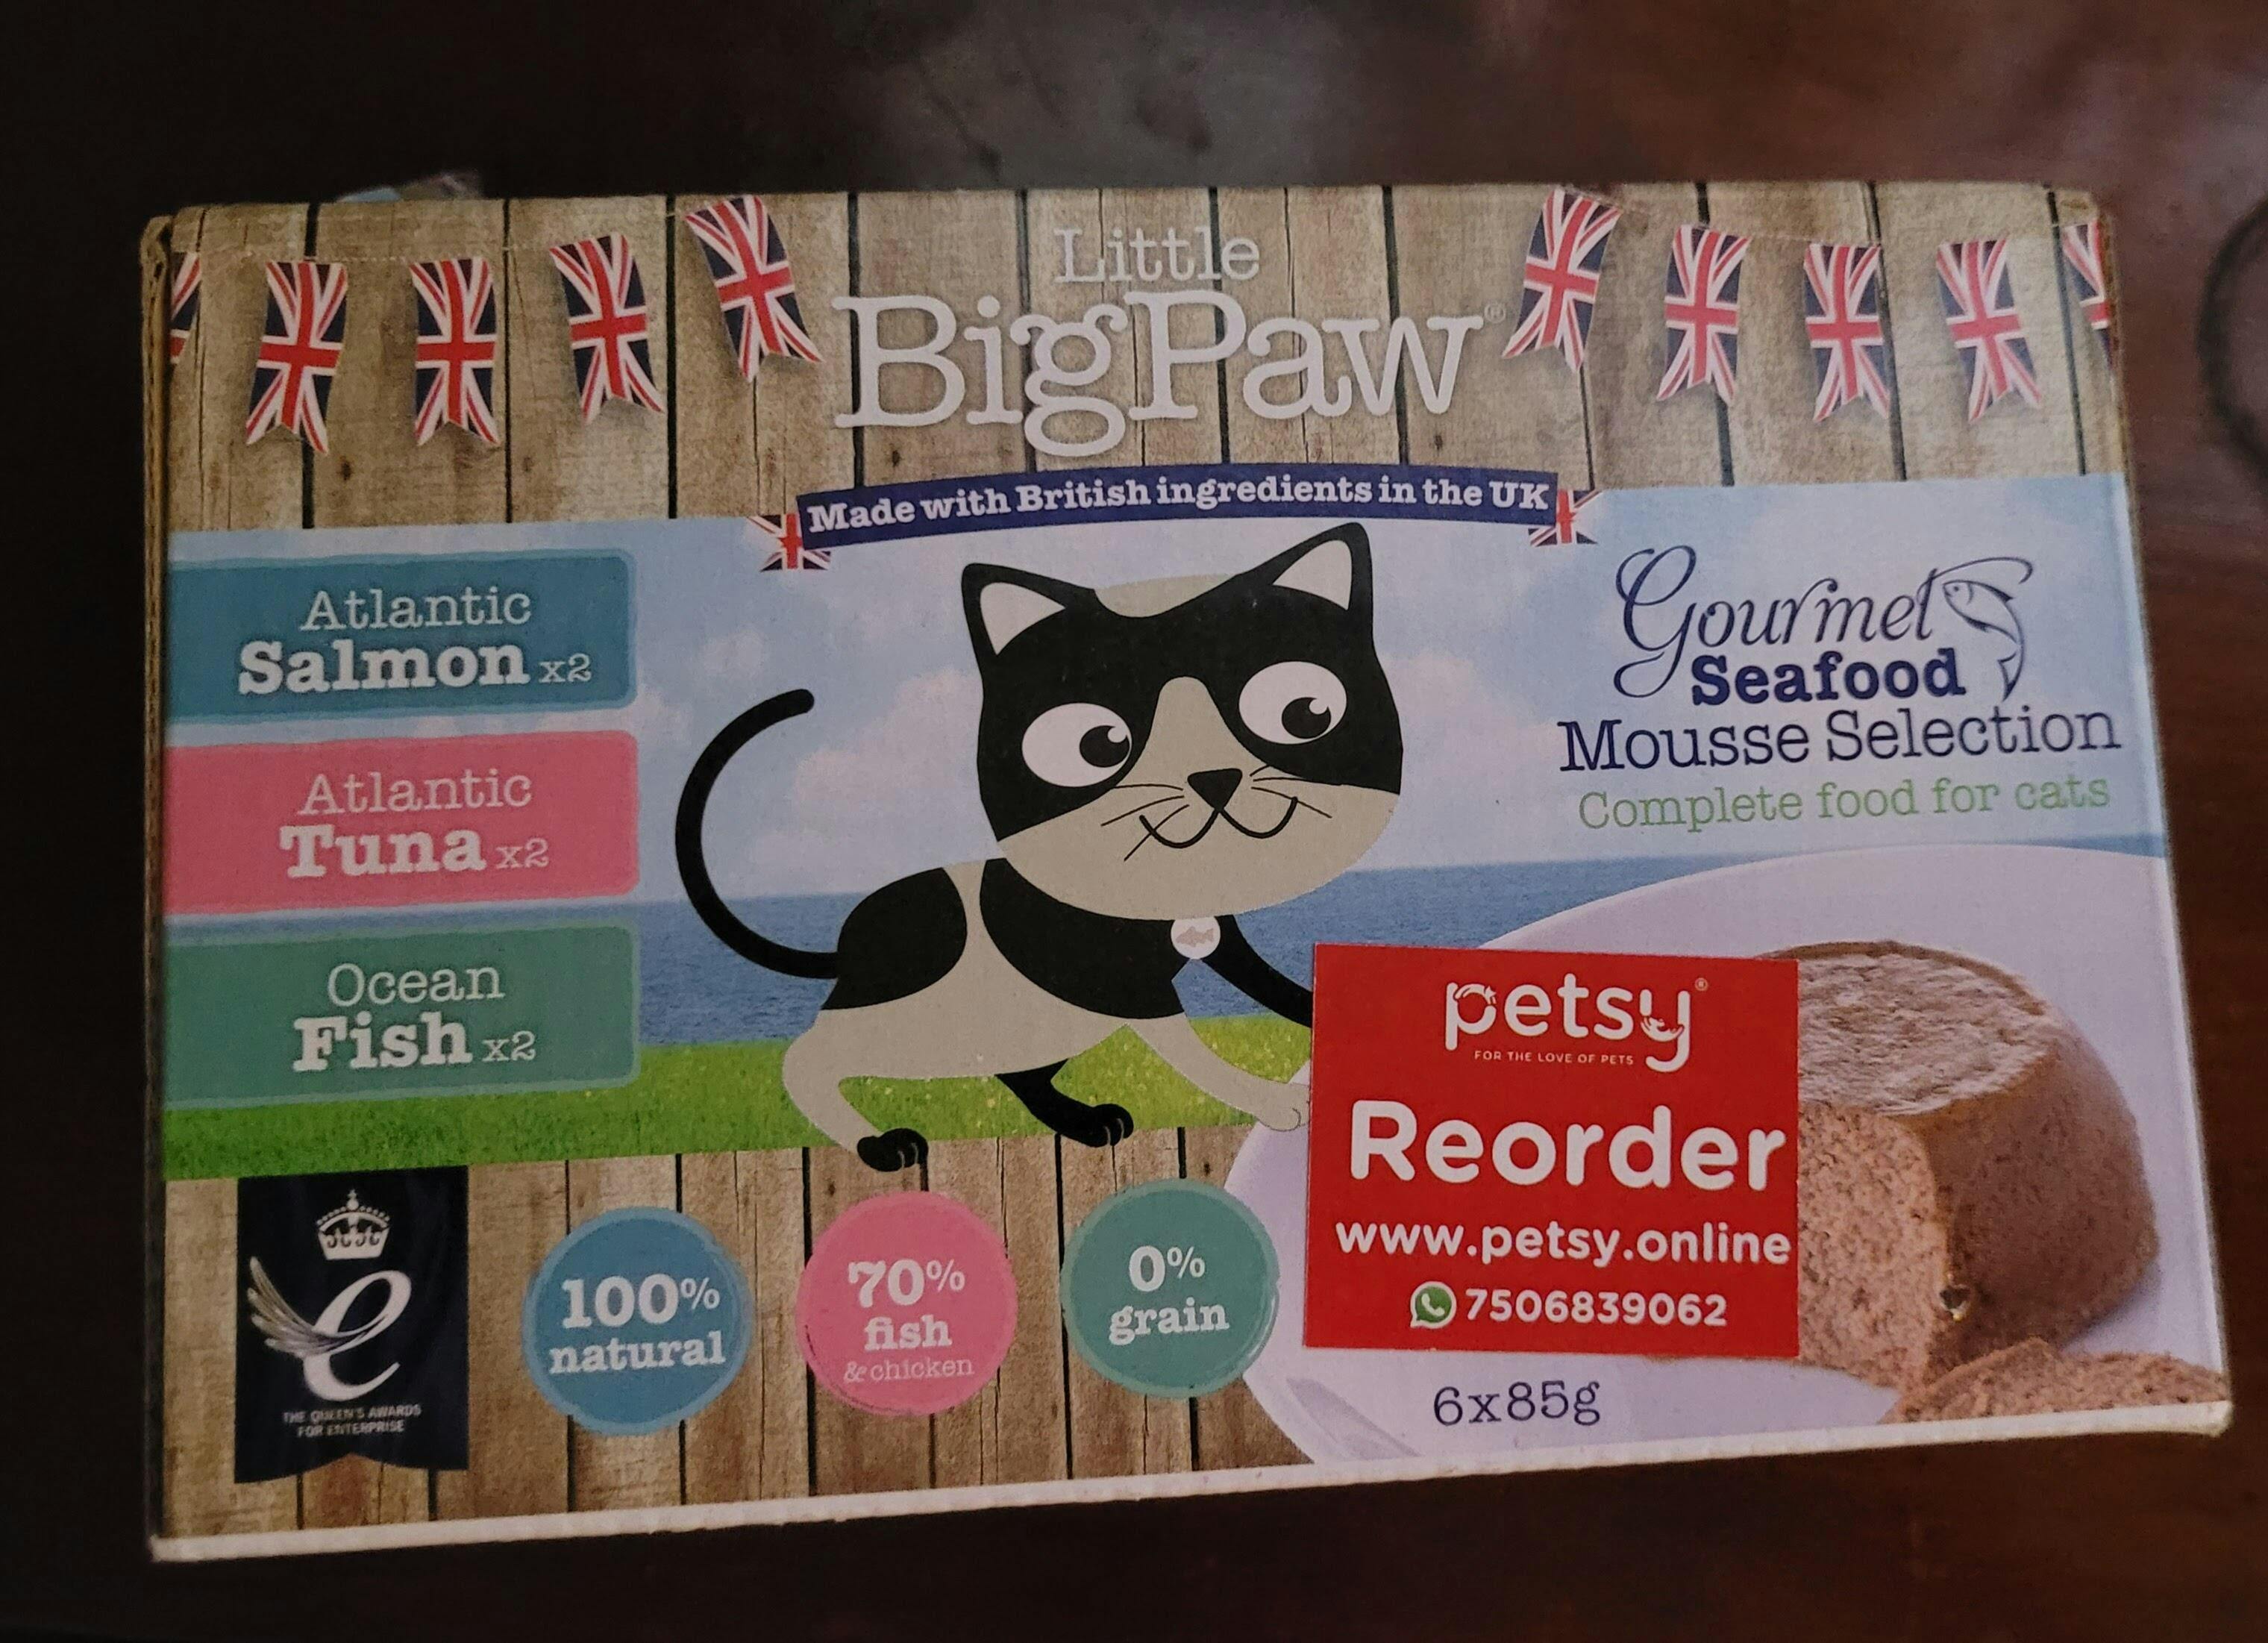 Little
BigPaw®
Made with British ingredients in the UK
Atlantic
Salmon x2
Atlantic
Tuna x2
Ocean
Fish x2
Gourmet
Seafood
Mousse Selection
Complete food for cats
petsy®
FOR THE LOVE OF PETS
Reorder
www.petsy.online
7506839062
e
THE QUEEN'S AWARDS
FOR ENTERPRISE
100%
natural
70%
fish
& chicken
0%
grain
6x85g